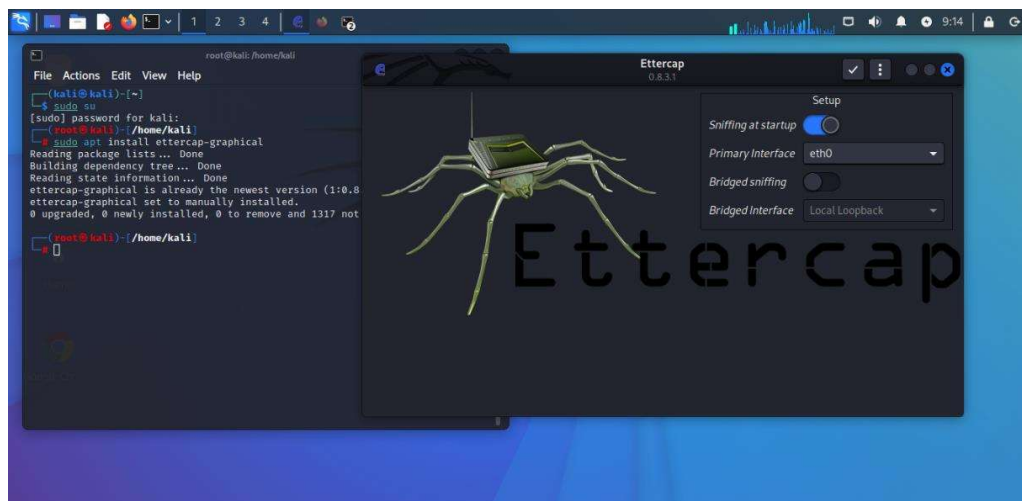 1 2 3 4
2
9:14
root@kali: /home/kali
File Actions Edit View Help
┌──(kali㉿kali)-[~]
└─$ sudo su
[sudo] password for kali:
┌──(root㉿kali)-[/home/kali]
└─# sudo apt install ettercap-graphical
Reading package lists... Done
Building dependency tree... Done
Reading state information... Done
ettercap-graphical is already the newest version (1:0.8
ettercap-graphical set to manually installed.
0 upgraded, 0 newly installed, 0 to remove and 1317 not
┌──(root㉿kali)-[/home/kali]
└─#
Ettercap
0.8.3.1
Setup
Sniffing at startup
Primary Interface eth0
Bridged sniffing
Bridged Interface Local Loopback
Ettercap